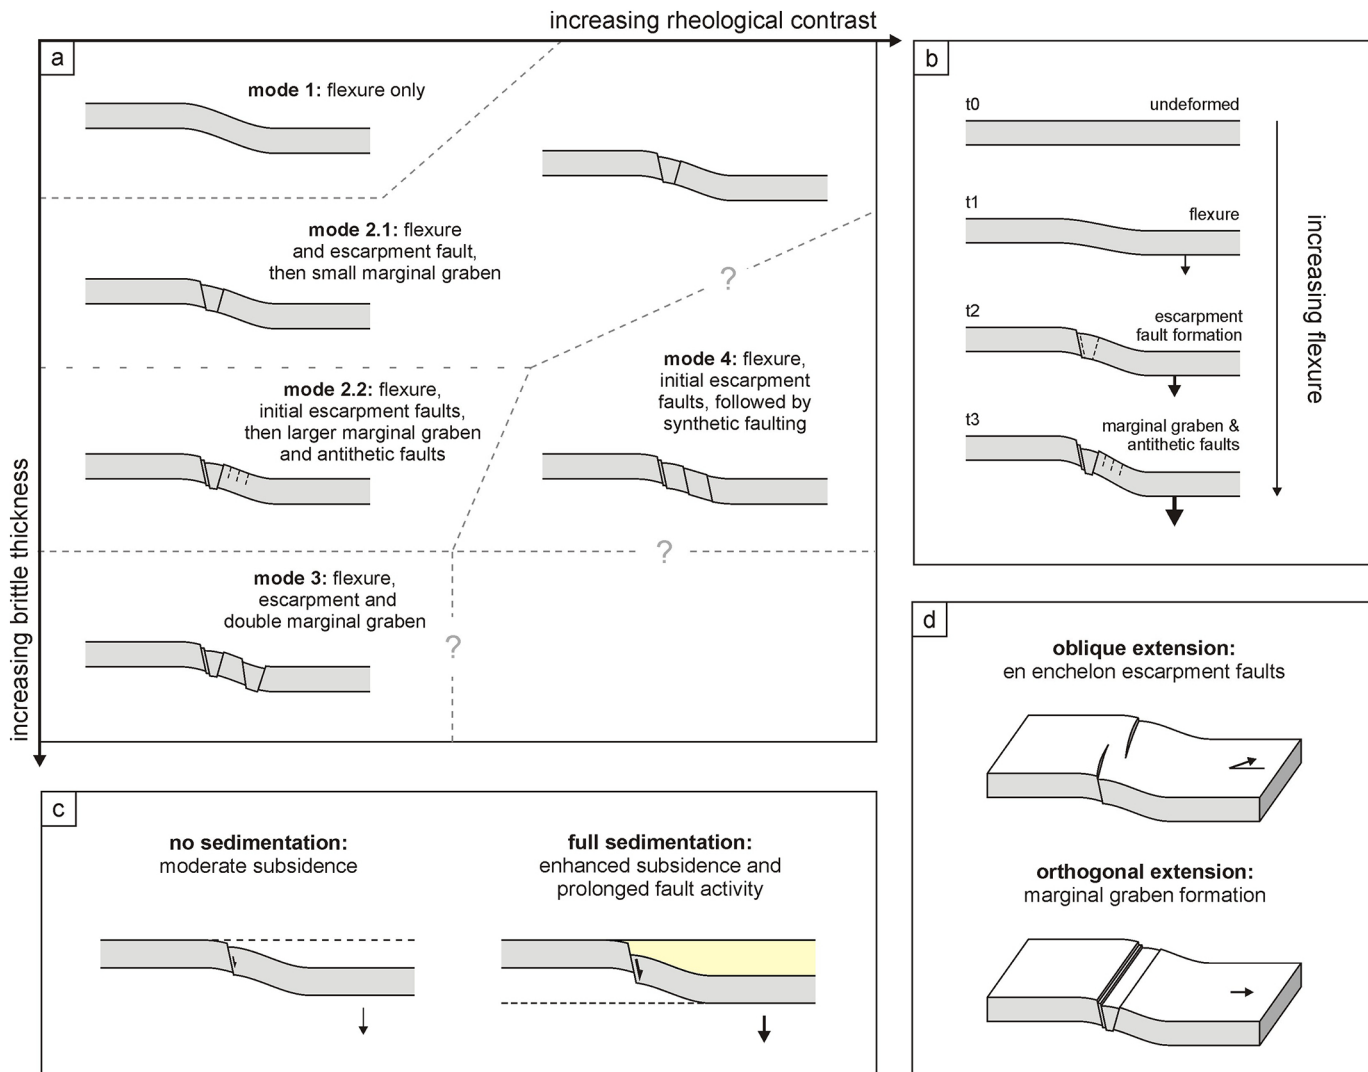 increasing rheological contrast
increasing brittle thickness
a
mode 1: flexure only
mode 2.1: flexure
and escarpment fault,
then small marginal graben
?
mode 2.2: flexure,
initial escarpment faults,
then larger marginal graben
and antithetic faults
mode 4: flexure,
initial escarpment
faults, followed by
synthetic faulting
?
mode 3: flexure,
escarpment and
double marginal graben
?
b
t0
undeformed
t1
flexure
t2
escarpment
fault formation
t3
marginal graben &
antithetic faults
increasing flexure
c
no sedimentation:
moderate subsidence
full sedimentation:
enhanced subsidence and
prolonged fault activity
d
oblique extension:
en enchelon escarpment faults
orthogonal extension:
marginal graben formation